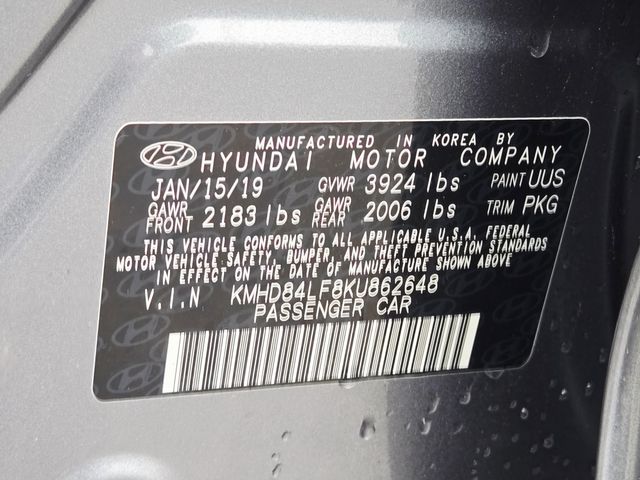 MANUFACTURED IN KOREA BY
HYUNDAI MOTOR COMPANY
JAN/15/19 GVWR 3924 lbs PAINT UUS
GAWR FRONT 2183 lbs GAWR REAR 2006 lbs TRIM PKG
THIS VEHICLE CONFORMS TO ALL APPLICABLE U.S.A. FEDERAL
MOTOR VEHICLE SAFETY, BUMPER, AND THEFT PREVENTION STANDARDS
IN EFFECT ON THE DATE OF MANUFACTURE SHOWN ABOVE
V.I.N KMHD84LF8KU862648
PASSENGER CAR